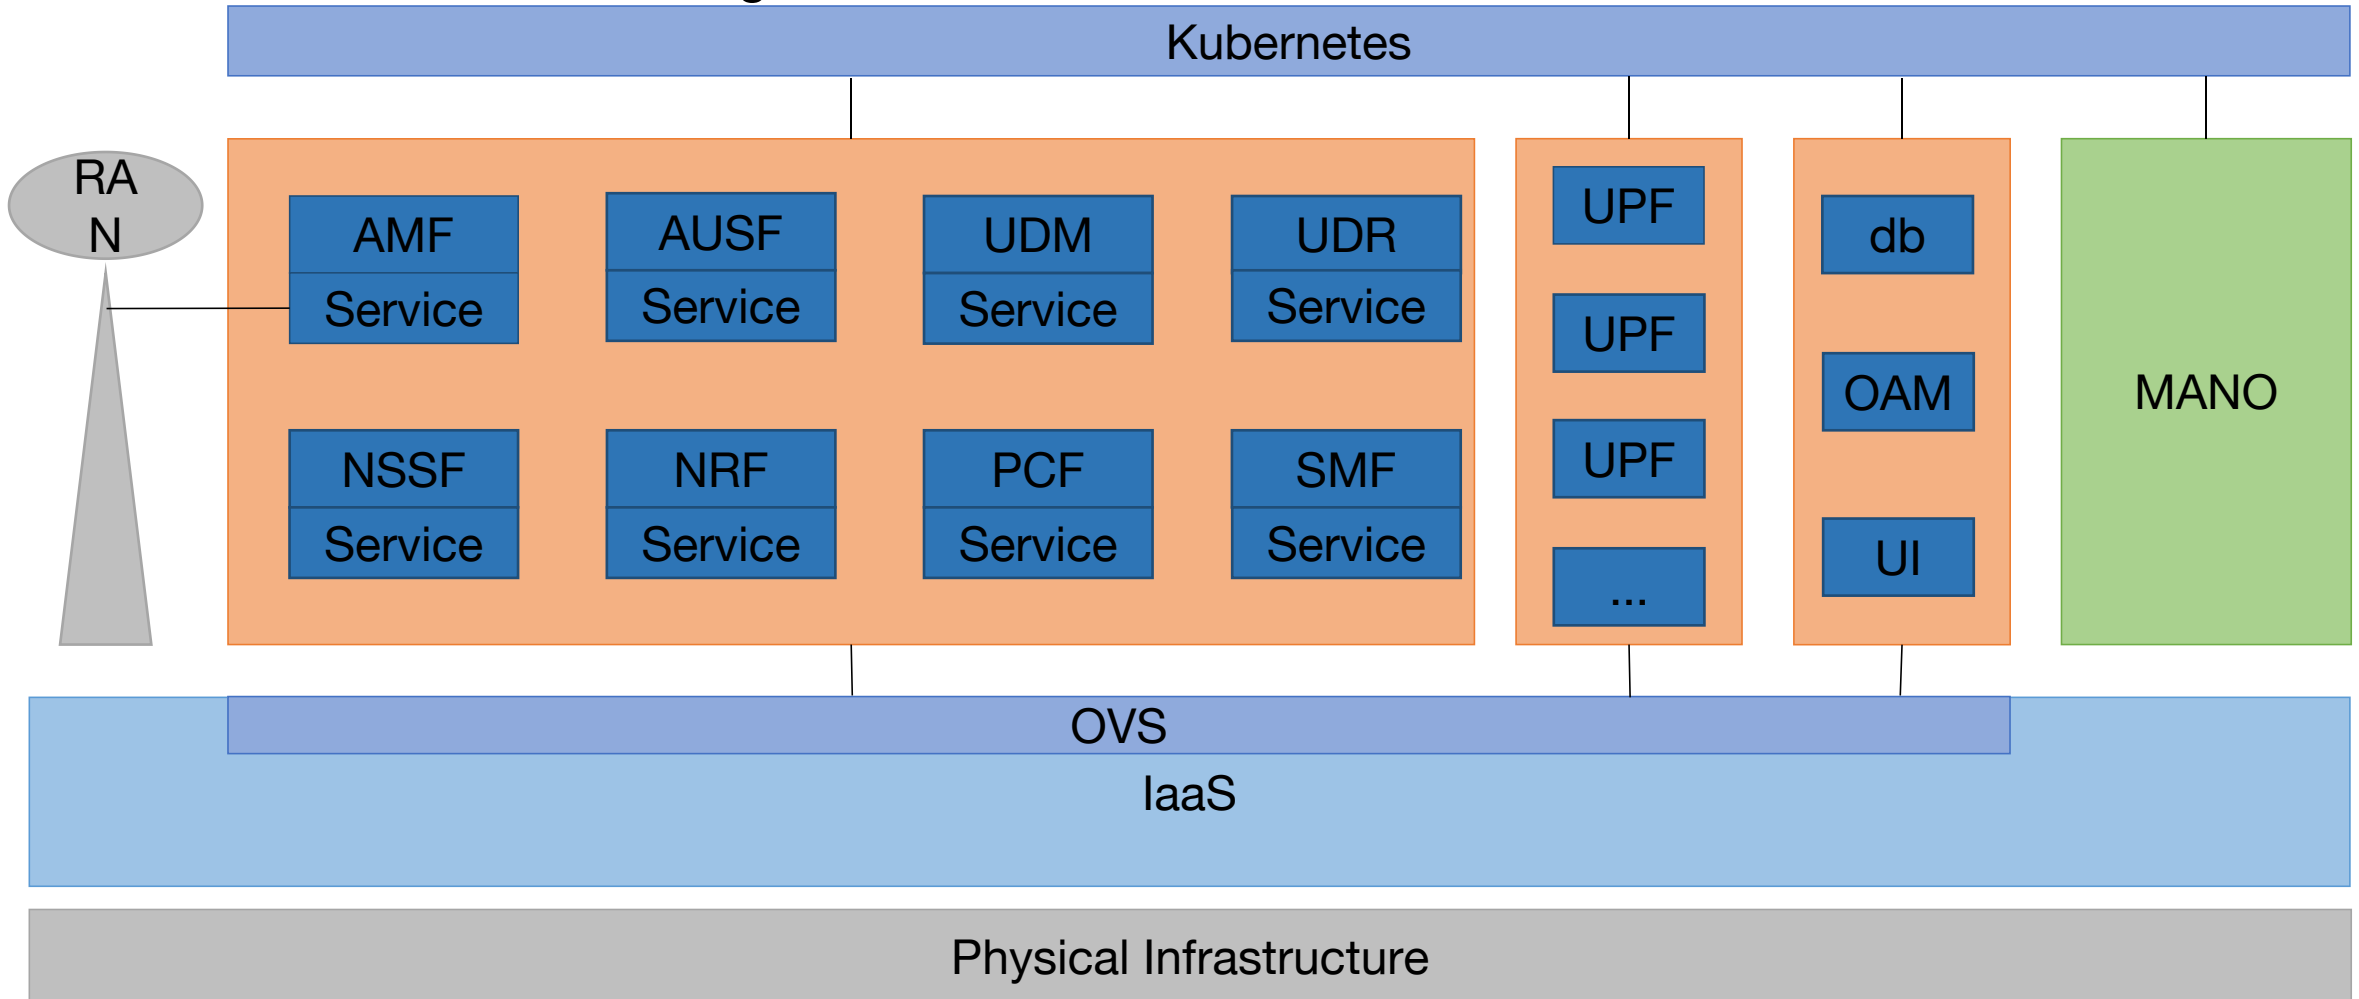 Kubernetes
RA
N
AMF
Service
AUSF
Service
UDM
Service
UDR
Service
NSSF
Service
NRF
Service
PCF
Service
SMF
Service
UPF
UPF
UPF
...
db
OAM
UI
MANO
OVS
IaaS
Physical Infrastructure